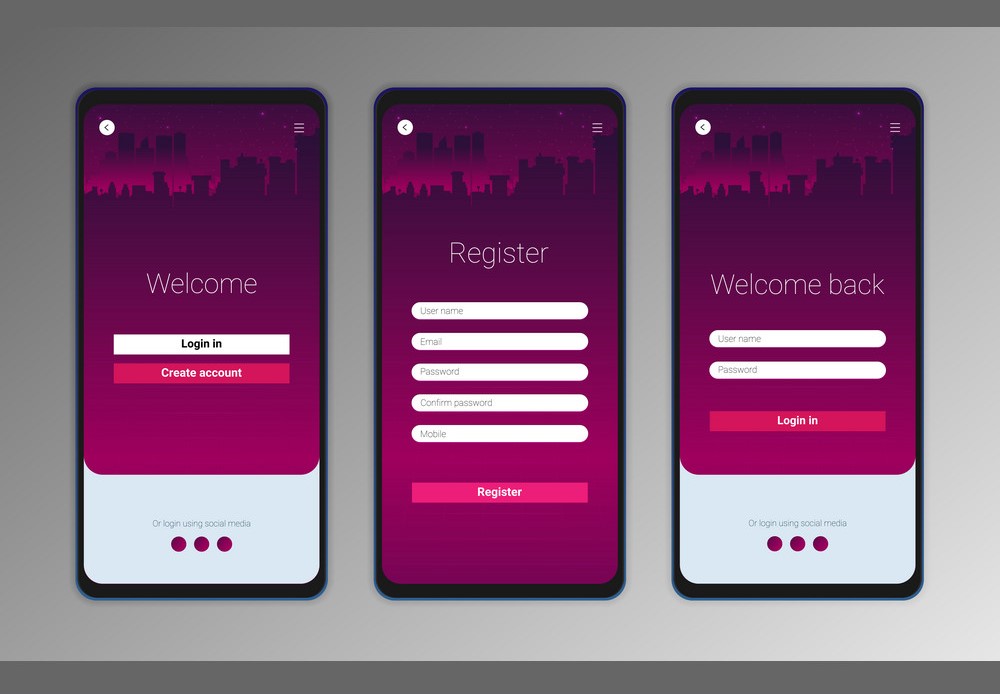 Welcome
Login in
Create account
Or login using social media
Register
User name
Email
Password
Confirm password
Mobile
Register
Welcome back
User name
Password
Login in
Or login using social media